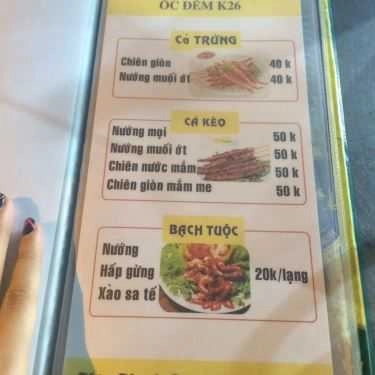 ỐC ĐÊM K26
Cá TRỨNG
Chiên giòn 40 k
Nướng muối ớt 40 k
CÁ KÈO
Nướng mọi 50 k
Nướng muối ớt 50 k
Chiên nước mắm 50 k
Chiên giòn mắm me 50 k
BẠCH TUỘC
Nướng
Hấp gừng 20k/lạng
Xào sa tế